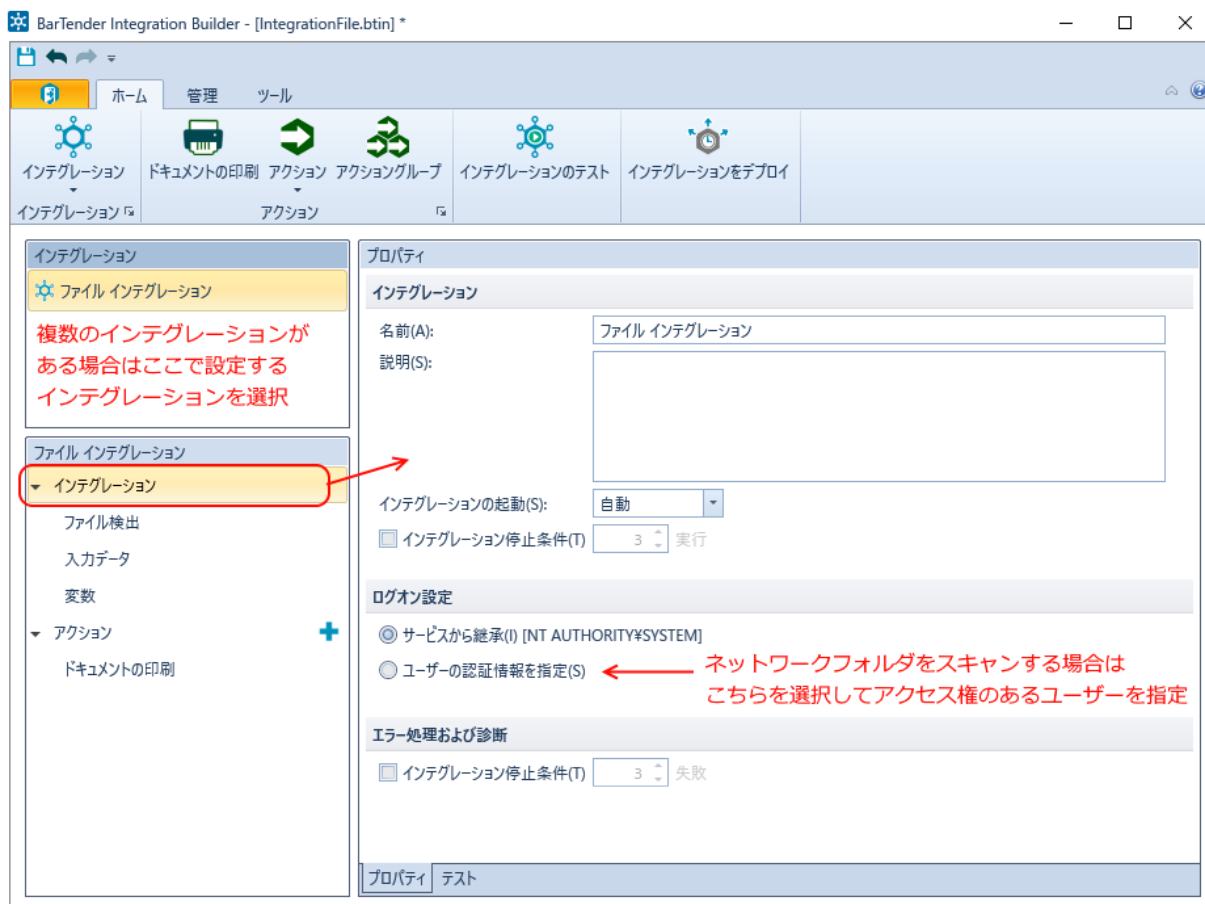 BarTender Integration Builder - [IntegrationFile.btin] *
ホーム 管理 ツール
インテグレーション ドキュメントの印刷 アクション アクショングループ インテグレーションのテスト インテグレーションをデプロイ
インテグレーション アクション
インテグレーション
ファイル インテグレーション
複数のインテグレーションが
ある場合はここで設定する
インテグレーションを選択
ファイル インテグレーション
インテグレーション
ファイル検出
入力データ
変数
アクション
ドキュメントの印刷
プロパティ
インテグレーション
名前(A): ファイル インテグレーション
説明(S):
インテグレーションの起動(S): 自動
インテグレーション停止条件(T) 3 実行
ログオン設定
サービスから継承(I) [NT AUTHORITY¥SYSTEM]
ユーザーの認証情報を指定(S)
ネットワークフォルダをスキャンする場合は
こちらを選択してアクセス権のあるユーザーを指定
エラー処理および診断
インテグレーション停止条件(T) 3 失敗
プロパティ テスト